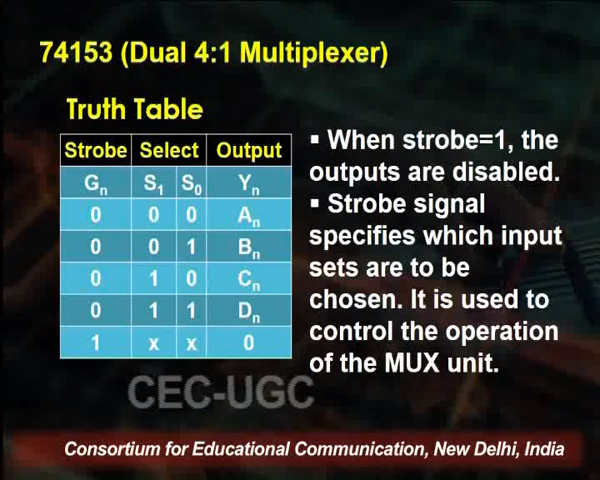 74153 (Dual 4:1 Multiplexer)
Truth Table
Strobe Select Output
Gn S1 S0 Yn
0 0 0 An
0 0 1 Bn
0 1 0 Cn
0 1 1 Dn
1 x x 0
▪ When strobe=1, the
outputs are disabled.
▪ Strobe signal
specifies which input
sets are to be
chosen. It is used to
control the operation
of the MUX unit.
CEC-UGC
Consortium for Educational Communication, New Delhi, India